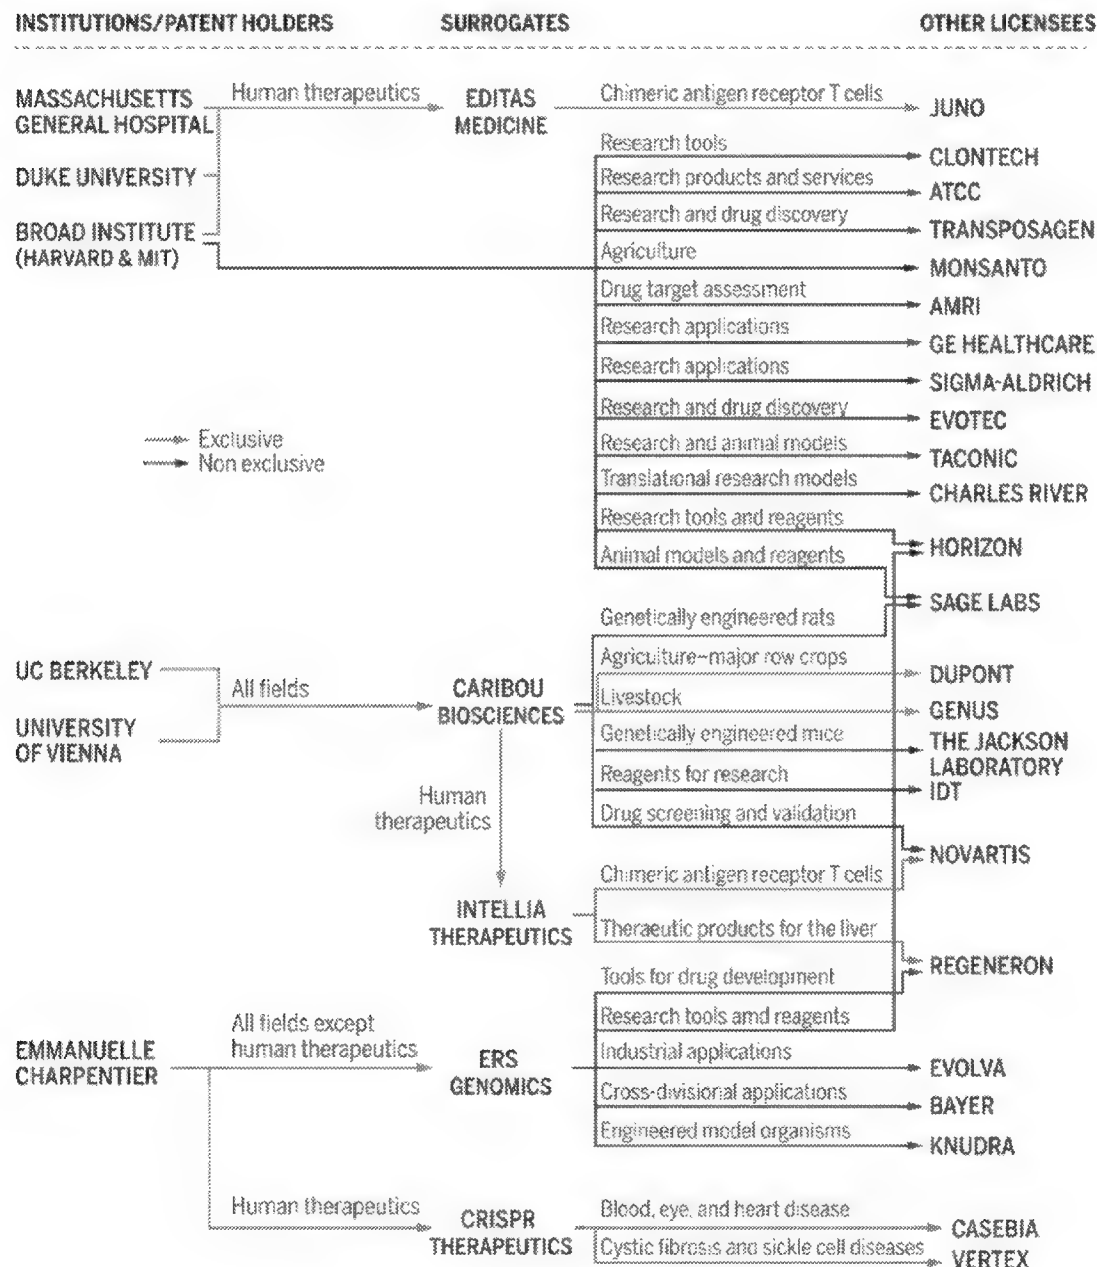 INSTITUTIONS/PATENT HOLDERS SURROGATES OTHER LICENSEES
MASSACHUSETTS
GENERAL HOSPITAL
Human therapeutics
EDITAS
MEDICINE
Chimeric antigen receptor T cells
JUNO
Research tools
CLONTECH
DUKE UNIVERSITY
Research products and services
ATCC
BROAD INSTITUTE
(HARVARD & MIT)
Research and drug discovery
TRANSPOSAGEN
Agriculture
MONSANTO
Drug target assessment
AMRI
Research applications
GE HEALTHCARE
Research applications
SIGMA-ALDRICH
Research and drug discovery
EVOTEC
Exclusive
Non exclusive
Research and animal models
TACONIC
Translational research models
CHARLES RIVER
Research tools and reagents
HORIZON
Animal models and reagents
SAGE LABS
Genetically engineered rats
UC BERKELEY
UNIVERSITY
OF VIENNA
All fields
CARIBOU
BIOSCIENCES
Agriculture–major row crops
DUPONT
Livestock
GENUS
Genetically engineered mice
THE JACKSON
LABORATORY
Reagents for research
IDT
Drug screening and validation
NOVARTIS
Human
therapeutics
INTELLIA
THERAPEUTICS
Chimeric antigen receptor T cells
Theraeutic products for the liver
REGENERON
Tools for drug development
Research tools amd reagents
EMMANUELLE
CHARPENTIER
All fields except
human therapeutics
ERS
GENOMICS
Industrial applications
EVOLVA
Cross-divisional applications
BAYER
Engineered model organisms
KNUDRA
Human therapeutics
CRISPR
THERAPEUTICS
Blood, eye, and heart disease
CASEBIA
Cystic fibrosis and sickle cell diseases
VERTEX